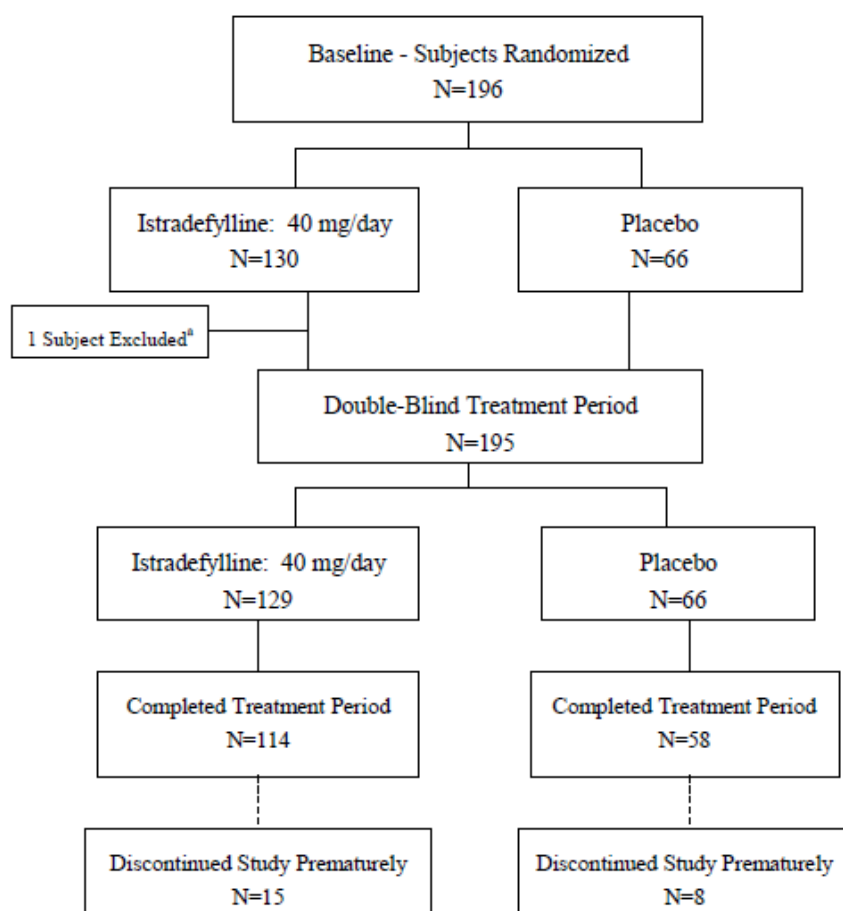 Baseline - Subjects Randomized
N=196
Istradefylline: 40 mg/day
N=130
Placebo
N=66
1 Subject Excludedᵃ
Double-Blind Treatment Period
N=195
Istradefylline: 40 mg/day
N=129
Placebo
N=66
Completed Treatment Period
N=114
Completed Treatment Period
N=58
Discontinued Study Prematurely
N=15
Discontinued Study Prematurely
N=8